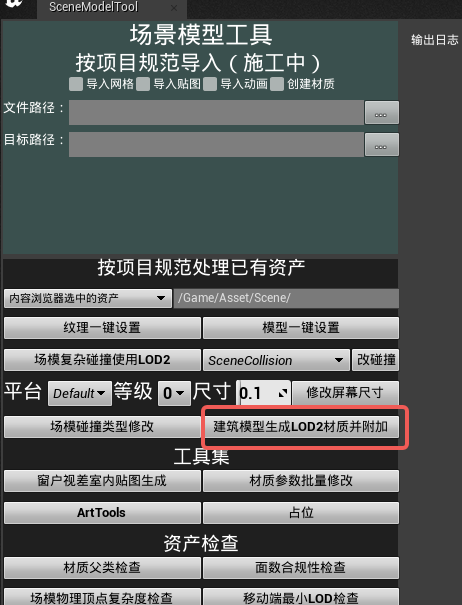 SceneModelTool
场景模型工具
输出日志
按项目规范导入（施工中）
导入网格 导入贴图 导入动画 创建材质
文件路径： ...
目标路径： ...
按项目规范处理已有资产
内容浏览器选中的资产 /Game/Asset/Scene/
纹理一键设置 模型一键设置
场模复杂碰撞使用LOD2 SceneCollision 改碰撞
平台 Default 等级 0 尺寸 0.1 修改屏幕尺寸
场模碰撞类型修改 建筑模型生成LOD2材质并附加
工具集
窗户视差室内贴图生成 材质参数批量修改
ArtTools 占位
资产检查
材质父类检查 面数合规性检查
场模物理顶点复杂度检查 移动端最小LOD检查